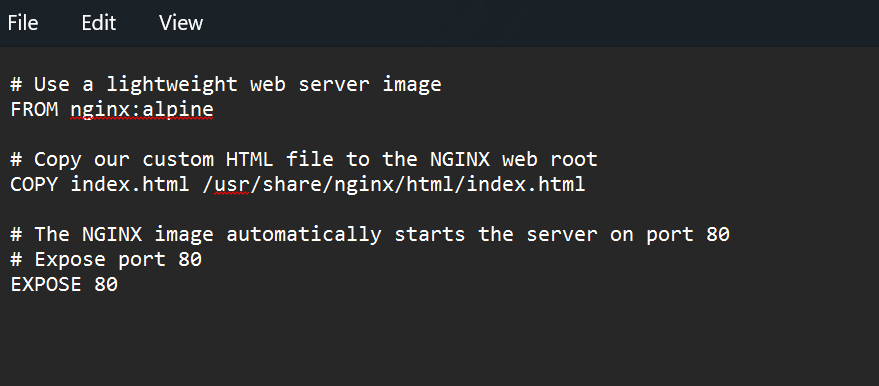 File Edit View
# Use a lightweight web server image
FROM nginx:alpine
# Copy our custom HTML file to the NGINX web root
COPY index.html /usr/share/nginx/html/index.html
# The NGINX image automatically starts the server on port 80
# Expose port 80
EXPOSE 80